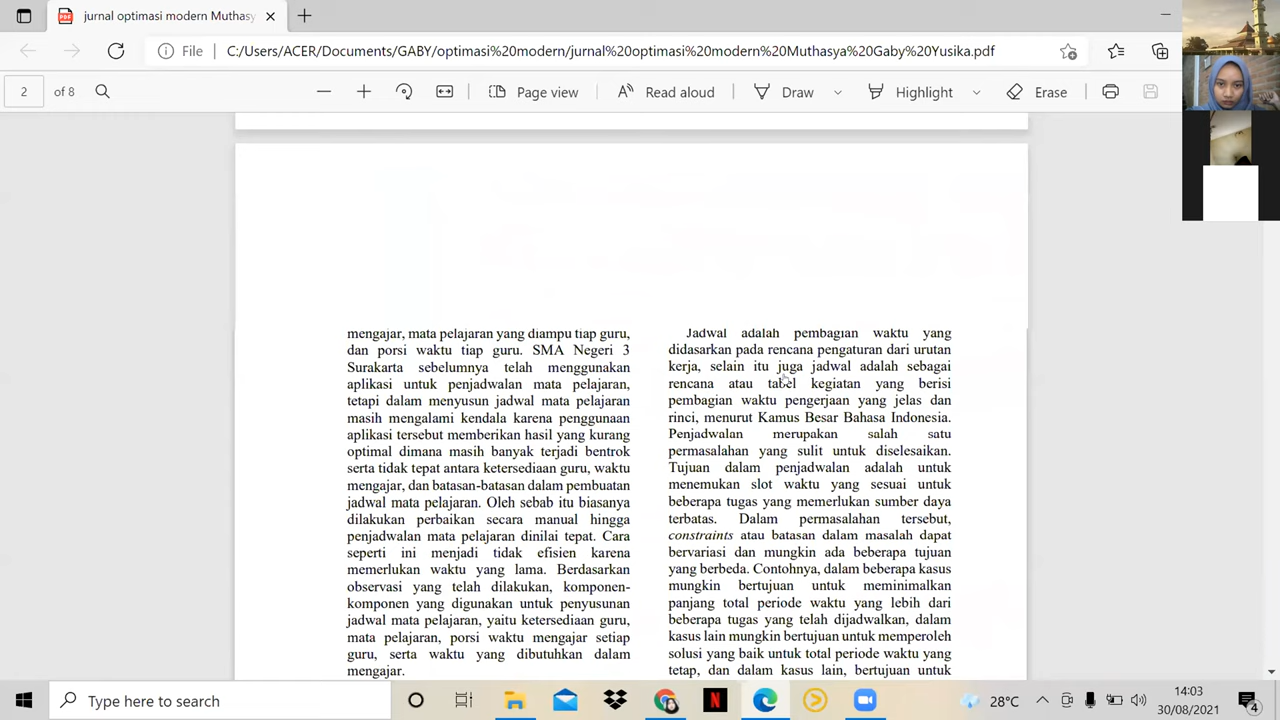 jurnal optimasi modern Muthasy
File C:/Users/ACER/Documents/GABY/optimasi%20modern/jurnal%20optimasi%20modern%20Muthasya%20Gaby%20Yusika.pdf
2 of 8 Page view Read aloud Draw Highlight Erase
mengajar, mata pelajaran yang diampu tiap guru,
dan porsi waktu tiap guru. SMA Negeri 3
Surakarta sebelumnya telah menggunakan
aplikasi untuk penjadwalan mata pelajaran,
tetapi dalam menyusun jadwal mata pelajaran
masih mengalami kendala karena penggunaan
aplikasi tersebut memberikan hasil yang kurang
optimal dimana masih banyak terjadi bentrok
serta tidak tepat antara ketersediaan guru, waktu
mengajar, dan batasan-batasan dalam pembuatan
jadwal mata pelajaran. Oleh sebab itu biasanya
dilakukan perbaikan secara manual hingga
penjadwalan mata pelajaran dinilai tepat. Cara
seperti ini menjadi tidak efisien karena
memerlukan waktu yang lama. Berdasarkan
observasi yang telah dilakukan, komponen-
komponen yang digunakan untuk penyusunan
jadwal mata pelajaran, yaitu ketersediaan guru,
mata pelajaran, porsi waktu mengajar setiap
guru, serta waktu yang dibutuhkan dalam
mengajar.
Jadwal adalah pembagian waktu yang
didasarkan pada rencana pengaturan dari urutan
kerja, selain itu juga jadwal adalah sebagai
rencana atau tabel kegiatan yang berisi
pembagian waktu pengerjaan yang jelas dan
rinci, menurut Kamus Besar Bahasa Indonesia.
Penjadwalan merupakan salah satu
permasalahan yang sulit untuk diselesaikan.
Tujuan dalam penjadwalan adalah untuk
menemukan slot waktu yang sesuai untuk
beberapa tugas yang memerlukan sumber daya
terbatas. Dalam permasalahan tersebut,
constraints atau batasan dalam masalah dapat
bervariasi dan mungkin ada beberapa tujuan
yang berbeda. Contohnya, dalam beberapa kasus
mungkin bertujuan untuk meminimalkan
panjang total periode waktu yang lebih dari
beberapa tugas yang telah dijadwalkan, dalam
kasus lain mungkin bertujuan untuk memperoleh
solusi yang baik untuk total periode waktu yang
tetap, dan dalam kasus lain, bertujuan untuk
Type here to search
28°C
14:03
30/08/2021
4